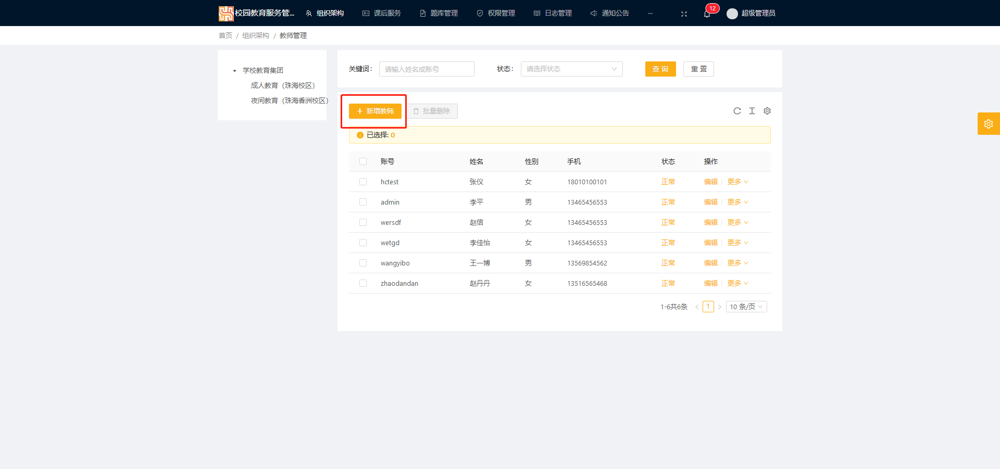 校园教育服务管... 组织架构 课后服务 题库管理 权限管理 日志管理 通知公告 ... 12 超级管理员
首页 / 组织架构 / 教师管理
学校教育集团
成人教育（珠海校区）
夜间教育（珠海香洲校区）
关键词： 请输入姓名或账号 状态： 请选择状态 查 询 重 置
+ 新增教师 批量删除
已选择: 0
账号 姓名 性别 手机 状态 操作
hctest 张仪 女 18010100101 正常 编辑 更多
admin 李平 男 13465456553 正常 编辑 更多
wersdf 赵信 女 13465456553 正常 编辑 更多
wetgd 李佳怡 女 13465456553 正常 编辑 更多
wangyibo 王一博 男 13569854562 正常 编辑 更多
zhaodandan 赵丹丹 女 13516565468 正常 编辑 更多
1-6共6条 < 1 > 10 条/页